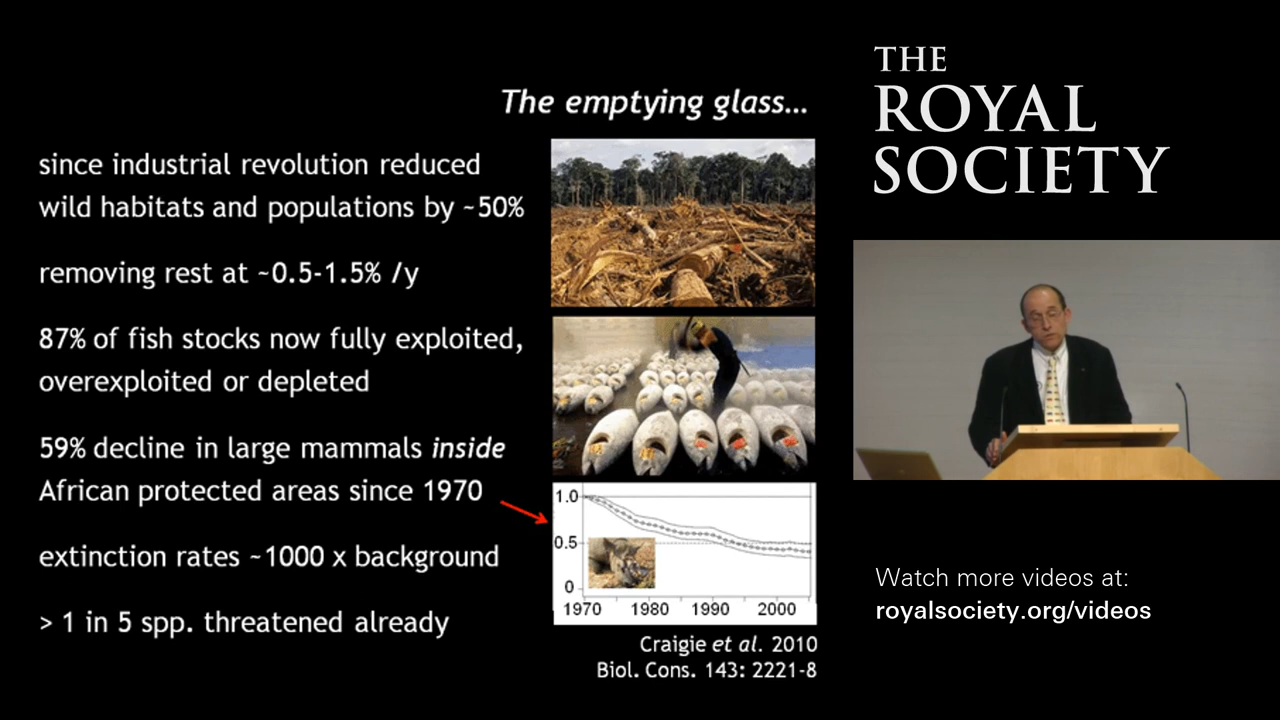 The emptying glass...
since industrial revolution reduced
wild habitats and populations by ~50%
removing rest at ~0.5-1.5% /y
87% of fish stocks now fully exploited,
overexploited or depleted
59% decline in large mammals inside
African protected areas since 1970
extinction rates ~1000 x background
> 1 in 5 spp. threatened already
1.0
0.5
0
1970 1980 1990 2000
Craigie et al. 2010
Biol. Cons. 143: 2221-8
THE
ROYAL
SOCIETY
Watch more videos at:
royalsociety.org/videos